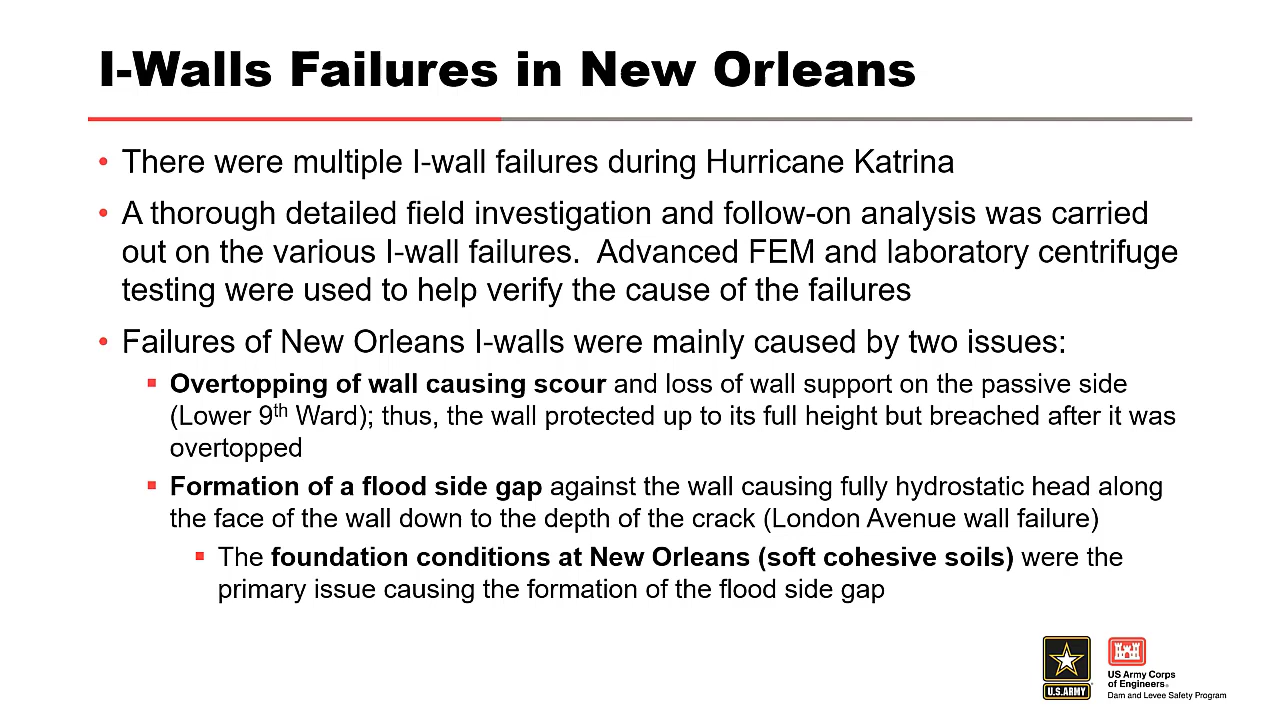 I-Walls Failures in New Orleans
• There were multiple I-wall failures during Hurricane Katrina
• A thorough detailed field investigation and follow-on analysis was carried
out on the various I-wall failures.  Advanced FEM and laboratory centrifuge
testing were used to help verify the cause of the failures
• Failures of New Orleans I-walls were mainly caused by two issues:
▪ Overtopping of wall causing scour and loss of wall support on the passive side
(Lower 9th Ward); thus, the wall protected up to its full height but breached after it was
overtopped
▪ Formation of a flood side gap against the wall causing fully hydrostatic head along
the face of the wall down to the depth of the crack (London Avenue wall failure)
▪ The foundation conditions at New Orleans (soft cohesive soils) were the
primary issue causing the formation of the flood side gap
U.S.ARMY
US Army Corps
of Engineers®
Dam and Levee Safety Program